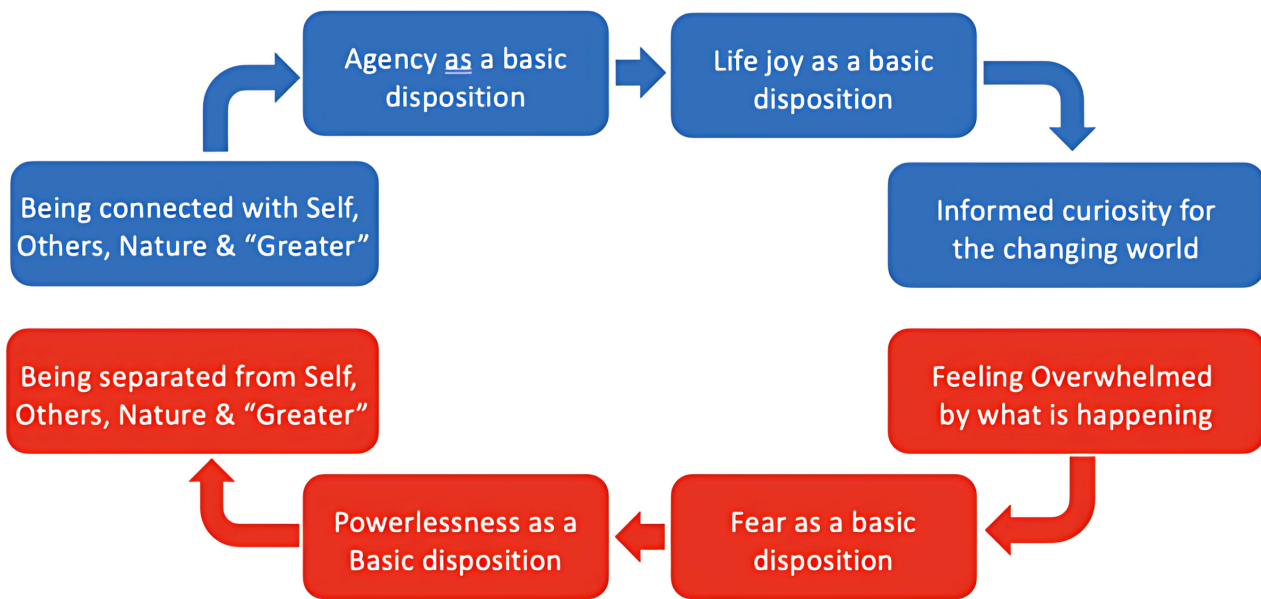 Agency as a basic
disposition
Life joy as a basic
disposition
Being connected with Self,
Others, Nature & “Greater”
Informed curiosity for
the changing world
Being separated from Self,
Others, Nature & “Greater”
Feeling Overwhelmed
by what is happening
Powerlessness as a
Basic disposition
Fear as a basic
disposition